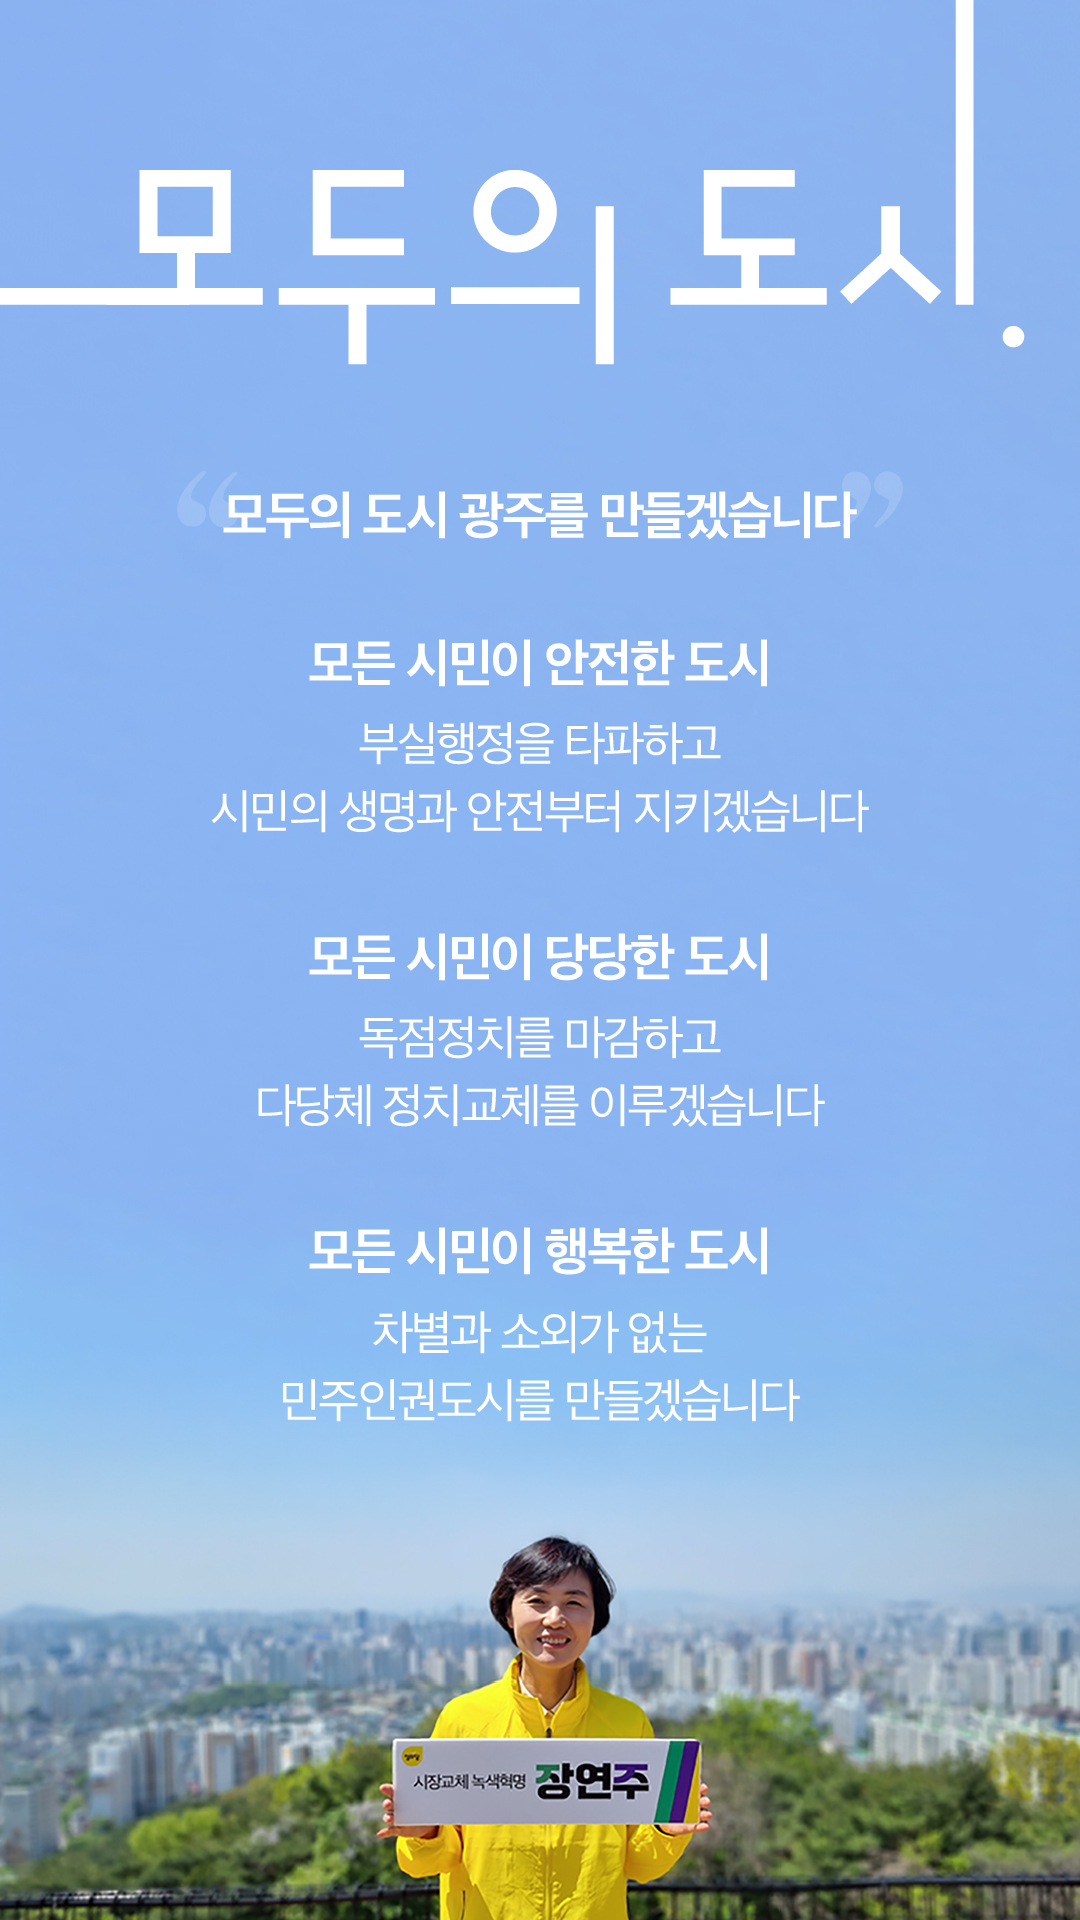 모두의 도시.
“모두의 도시 광주를 만들겠습니다”
모든 시민이 안전한 도시
부실행정을 타파하고
시민의 생명과 안전부터 지키겠습니다
모든 시민이 당당한 도시
독점정치를 마감하고
다당체 정치교체를 이루겠습니다
모든 시민이 행복한 도시
차별과 소외가 없는
민주인권도시를 만들겠습니다
시장교체 녹색혁명 장연주